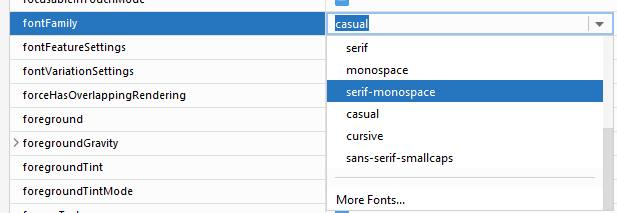 fontFamily
casual
fontFeatureSettings
serif
fontVariationSettings
monospace
forceHasOverlappingRendering
serif-monospace
foreground
casual
foregroundGravity
cursive
foregroundTint
sans-serif-smallcaps
foregroundTintMode
More Fonts...